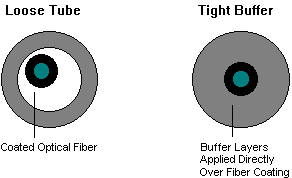 Loose Tube
Tight Buffer
Coated Optical Fiber
Buffer Layers
Applied Directly
Over Fiber Coating